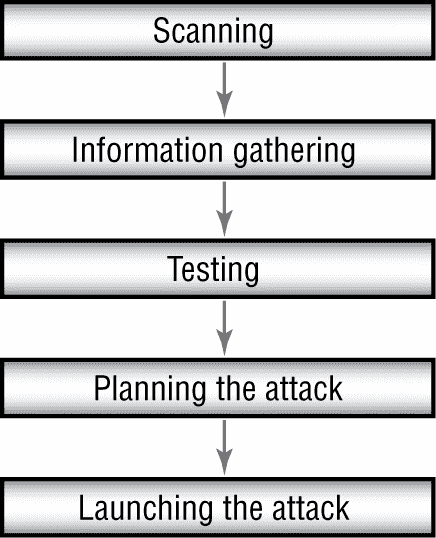 Scanning
Information gathering
Testing
Planning the attack
Launching the attack